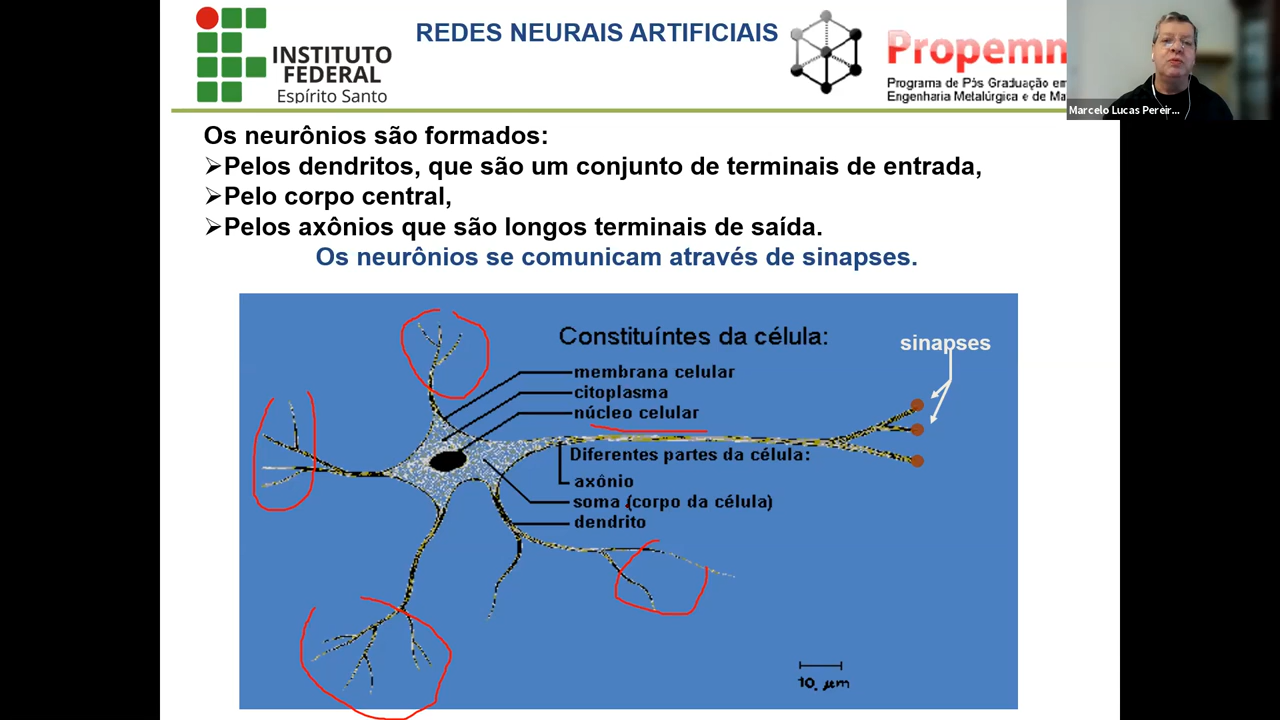 REDES NEURAIS ARTIFICIAIS
INSTITUTO
FEDERAL
Espírito Santo
Propemm
Programa de Pós Graduação em
Engenharia Metalúrgica e de Ma
Marcelo Lucas Pereir...
Os neurônios são formados:
➢Pelos dendritos, que são um conjunto de terminais de entrada,
➢Pelo corpo central,
➢Pelos axônios que são longos terminais de saída.
Os neurônios se comunicam através de sinapses.
Constituíntes da célula:
sinapses
membrana celular
citoplasma
núcleo celular
Diferentes partes da célula:
axônio
soma (corpo da célula)
dendrito
10 µm